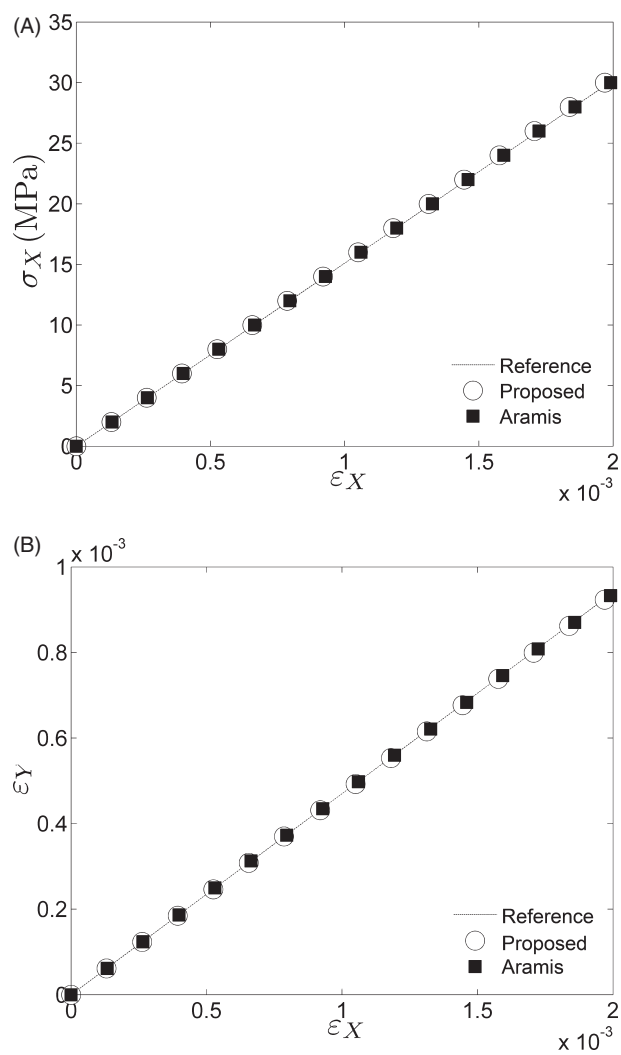 (A)
35
30
25
20
15
10
5
0
σX (MPa)
Reference
Proposed
Aramis
0 0.5 1 1.5 2
εX
x 10-3
(B)
x 10-3
1
0.8
0.6
0.4
0.2
0
εY
Reference
Proposed
Aramis
0 0.5 1 1.5 2
εX
x 10-3